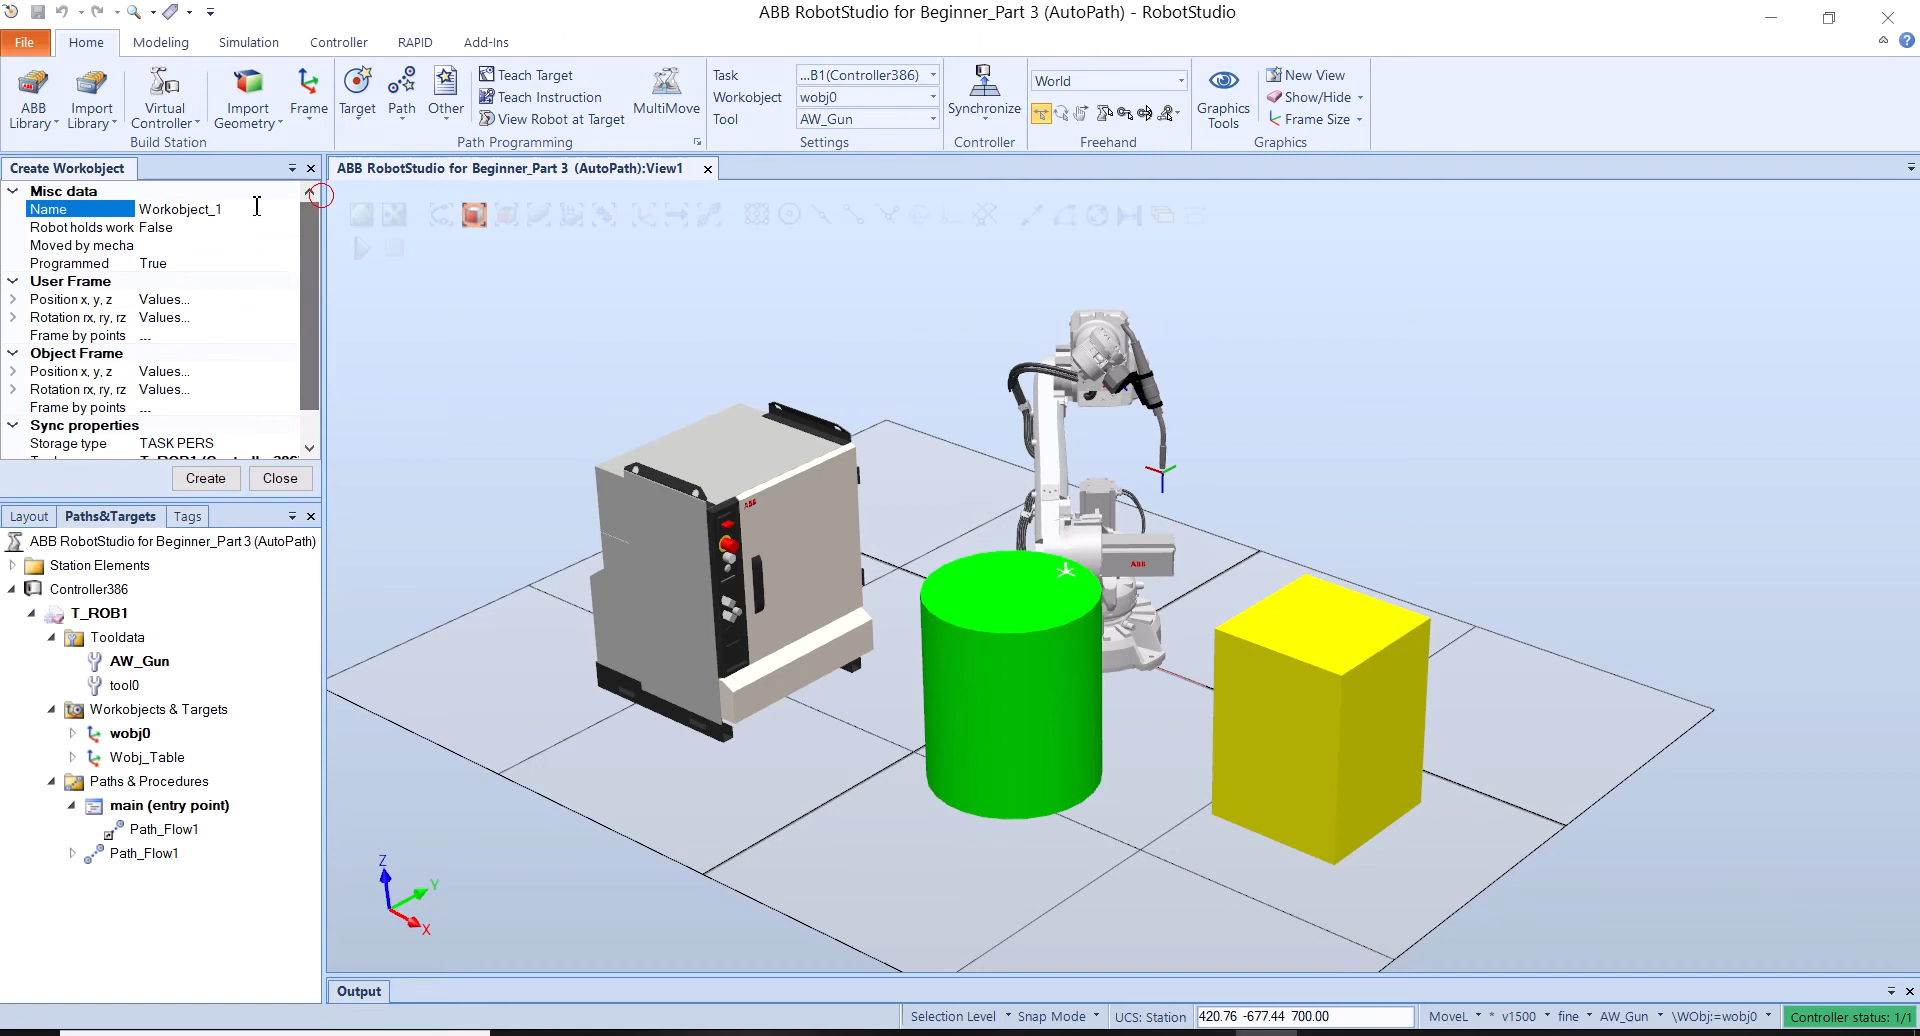 ABB RobotStudio for Beginner_Part 3 (AutoPath) - RobotStudio
File
Home
Modeling
Simulation
Controller
RAPID
Add-Ins
ABB Library
Import Library
Virtual Controller
Import Geometry
Frame
Build Station
Target
Path
Other
Teach Target
Teach Instruction
View Robot at Target
MultiMove
Path Programming
Task
...B1(Controller386)
Workobject
wobj0
Tool
AW_Gun
Settings
Synchronize
Controller
World
Freehand
Graphics Tools
New View
Show/Hide
Frame Size
Graphics
Create Workobject
Misc data
Name Workobject_1
Robot holds work False
Moved by mecha
Programmed True
User Frame
Position x, y, z Values...
Rotation rx, ry, rz Values...
Frame by points ...
Object Frame
Position x, y, z Values...
Rotation rx, ry, rz Values...
Frame by points ...
Sync properties
Storage type TASK PERS
Create
Close
Layout
Paths&Targets
Tags
ABB RobotStudio for Beginner_Part 3 (AutoPath)
Station Elements
Controller386
T_ROB1
Tooldata
AW_Gun
tool0
Workobjects & Targets
wobj0
Wobj_Table
Paths & Procedures
main (entry point)
Path_Flow1
Path_Flow1
ABB RobotStudio for Beginner_Part 3 (AutoPath):View1
ABB
ABB
Z
Y
X
Output
Selection Level
Snap Mode
UCS: Station
420.76 -677.44 700.00
MoveL
*
v1500
fine
AW_Gun
\WObj:=wobj0
Controller status: 1/1